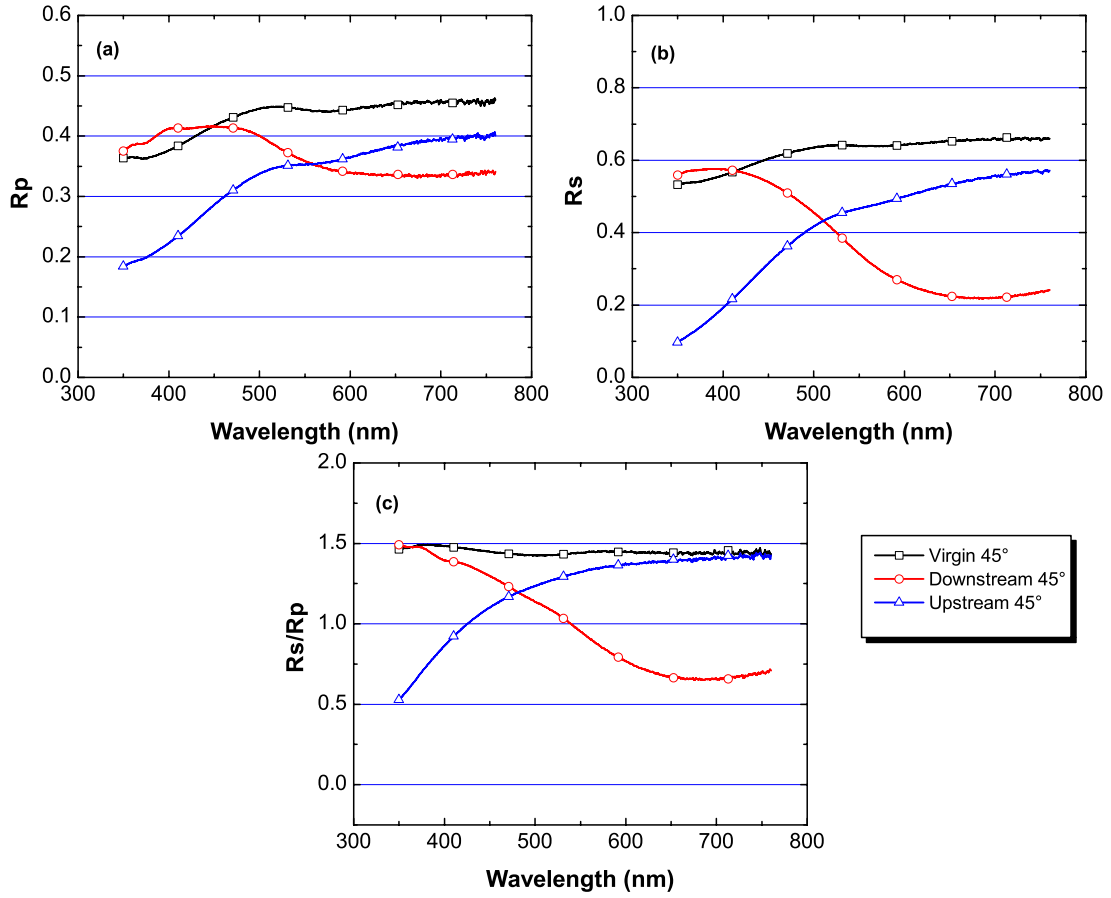 0.6
0.5
0.4
0.3
0.2
0.1
0.0
Rp
(a)
300 400 500 600 700 800
Wavelength (nm)
1.0
0.8
0.6
0.4
0.2
0.0
Rs
(b)
300 400 500 600 700 800
Wavelength (nm)
2.0
1.5
1.0
0.5
0.0
Rs/Rp
(c)
300 400 500 600 700 800
Wavelength (nm)
Virgin 45°
Downstream 45°
Upstream 45°